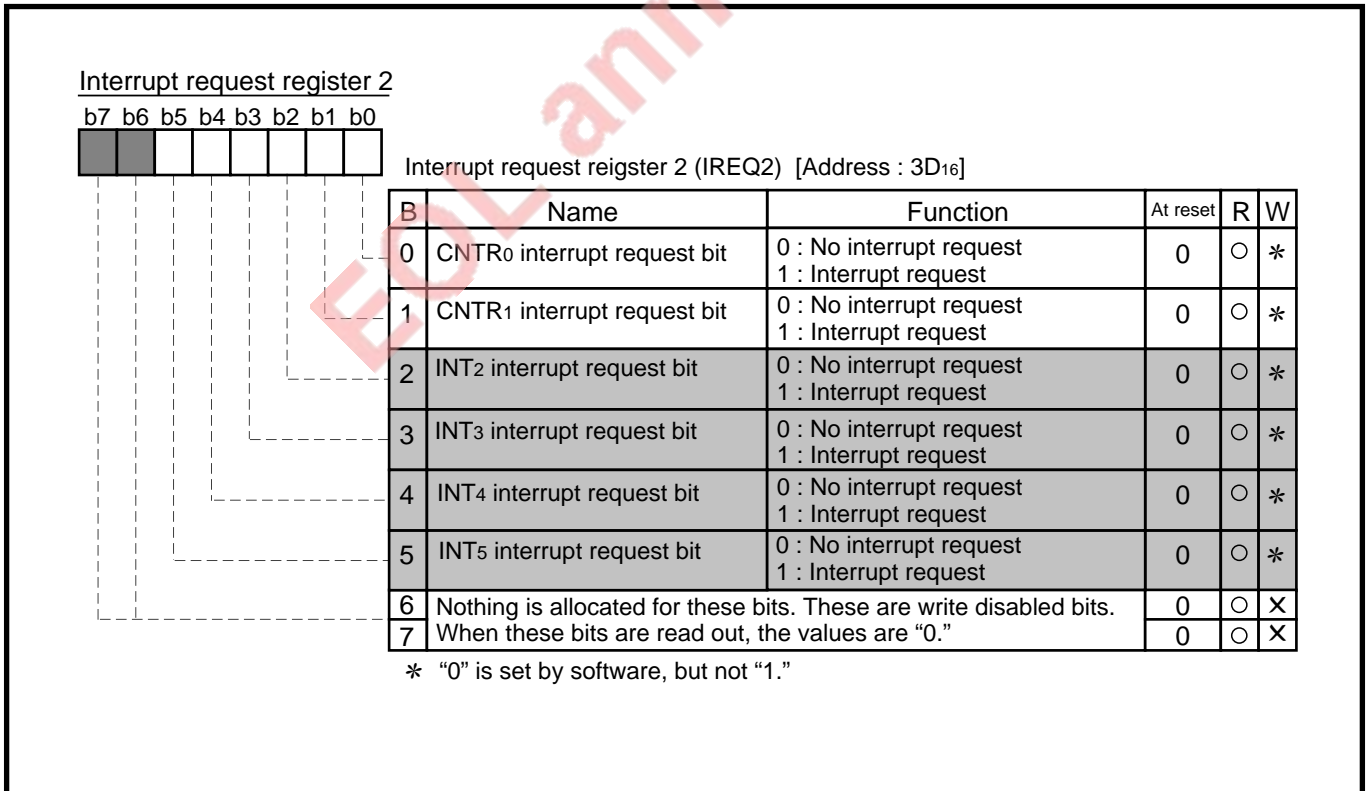 EOL ann
Interrupt request register 2
b7 b6 b5 b4 b3 b2 b1 b0
Interrupt request reigster 2 (IREQ2) [Address : 3D16]
B Name Function At reset R W
0 CNTR0 interrupt request bit 0 : No interrupt request 0 ○ *
1 : Interrupt request
1 CNTR1 interrupt request bit 0 : No interrupt request 0 ○ *
1 : Interrupt request
2 INT2 interrupt request bit 0 : No interrupt request 0 ○ *
1 : Interrupt request
3 INT3 interrupt request bit 0 : No interrupt request 0 ○ *
1 : Interrupt request
4 INT4 interrupt request bit 0 : No interrupt request 0 ○ *
1 : Interrupt request
5 INT5 interrupt request bit 0 : No interrupt request 0 ○ *
1 : Interrupt request
6 Nothing is allocated for these bits. These are write disabled bits. 0 ○ ×
7 When these bits are read out, the values are “0.” 0 ○ ×
* “0” is set by software, but not “1.”